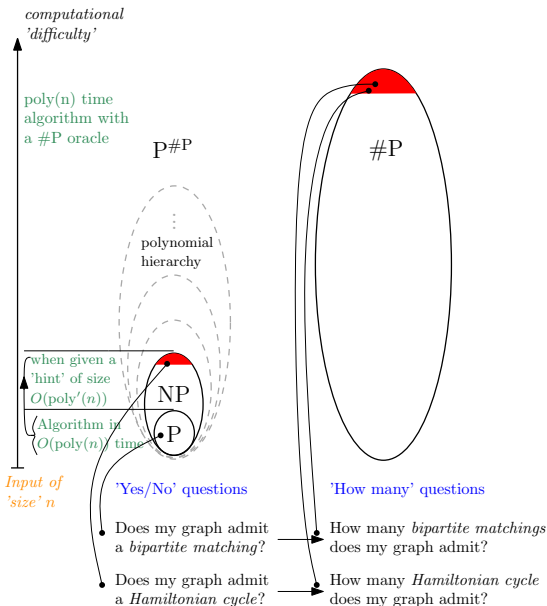 computational
'difficulty'
poly(n) time
algorithm with
a #P oracle
P^#P
#P
⋮
polynomial
hierarchy
when given a
'hint' of size
O(poly′(n))
NP
Algorithm in
O(poly(n)) time
P
Input of
'size' n
'Yes/No' questions
'How many' questions
Does my graph admit
a bipartite matching?
How many bipartite matchings
does my graph admit?
Does my graph admit
a Hamiltonian cycle?
How many Hamiltonian cycle
does my graph admit?